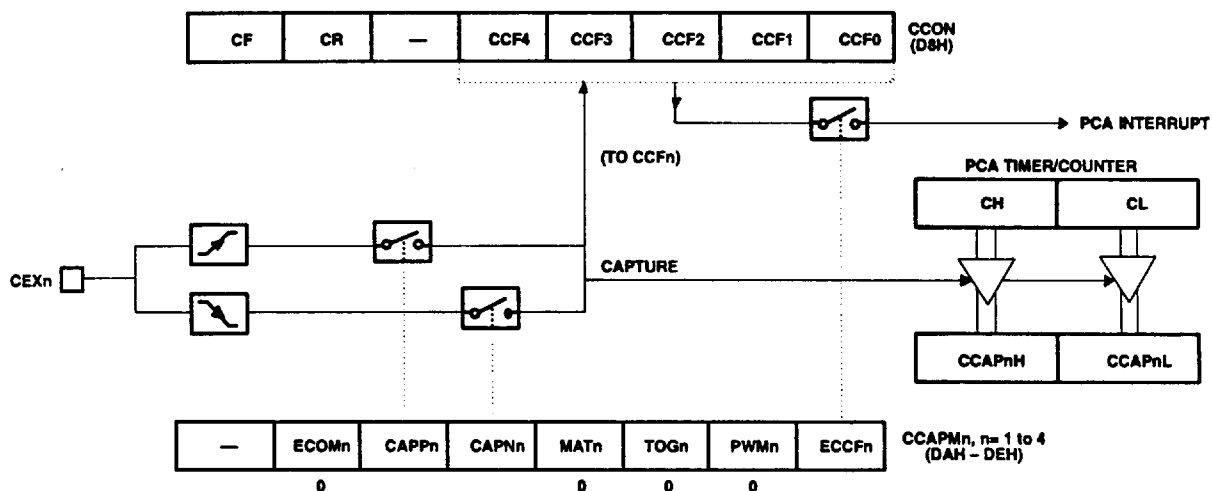 CF CR — CCF4 CCF3 CCF2 CCF1 CCF0
CCON
(D8H)
PCA INTERRUPT
(TO CCFn)
PCA TIMER/COUNTER
CH CL
CEXn
CAPTURE
CCAPnH CCAPnL
— ECOMn CAPPn CAPNn MATn TOGn PWMn ECCFn
CCAPMn, n= 1 to 4
(DAH – DEH)
0 0 0 0